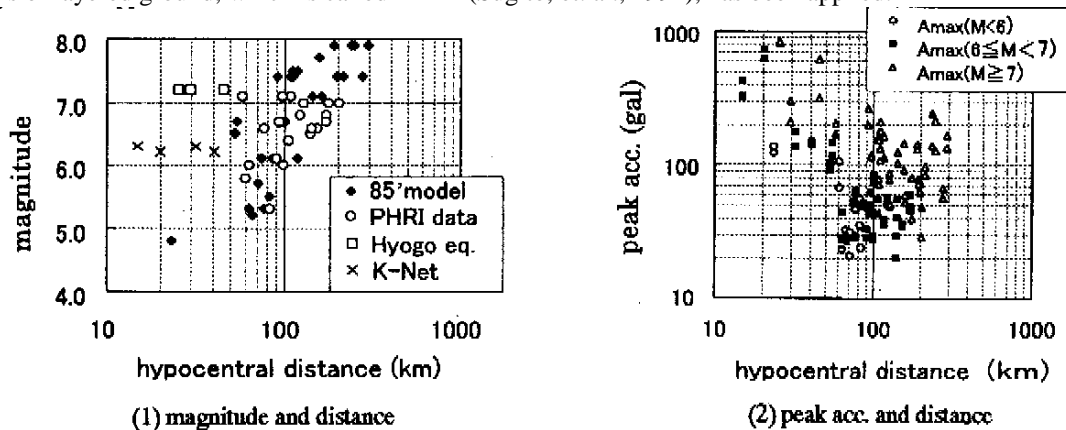 8.0
7.0
6.0
5.0
4.0
magnitude
85'model
PHRI data
Hyogo eq.
K-Net
10
100
1000
hypocentral distance (km)
(1) magnitude and distance
Amax(M<6)
Amax(6≦M<7)
Amax(M≧7)
1000
100
10
peak acc. (gal)
10
100
1000
hypocentral distance (km)
(2) peak acc. and distance